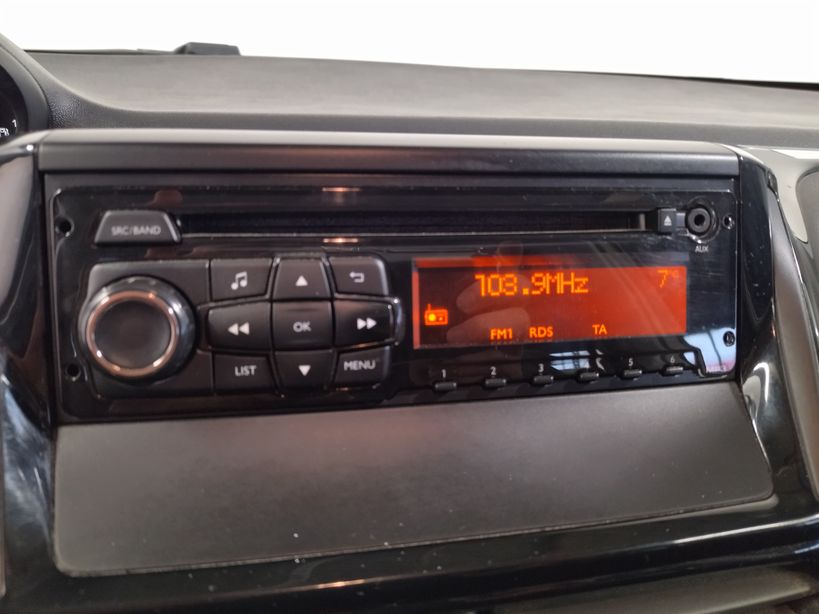 SRC/BAND
AUX
103.9MHz 7°
FM1 RDS TA
OK
LIST
MENU
1 2 3 4 5 6